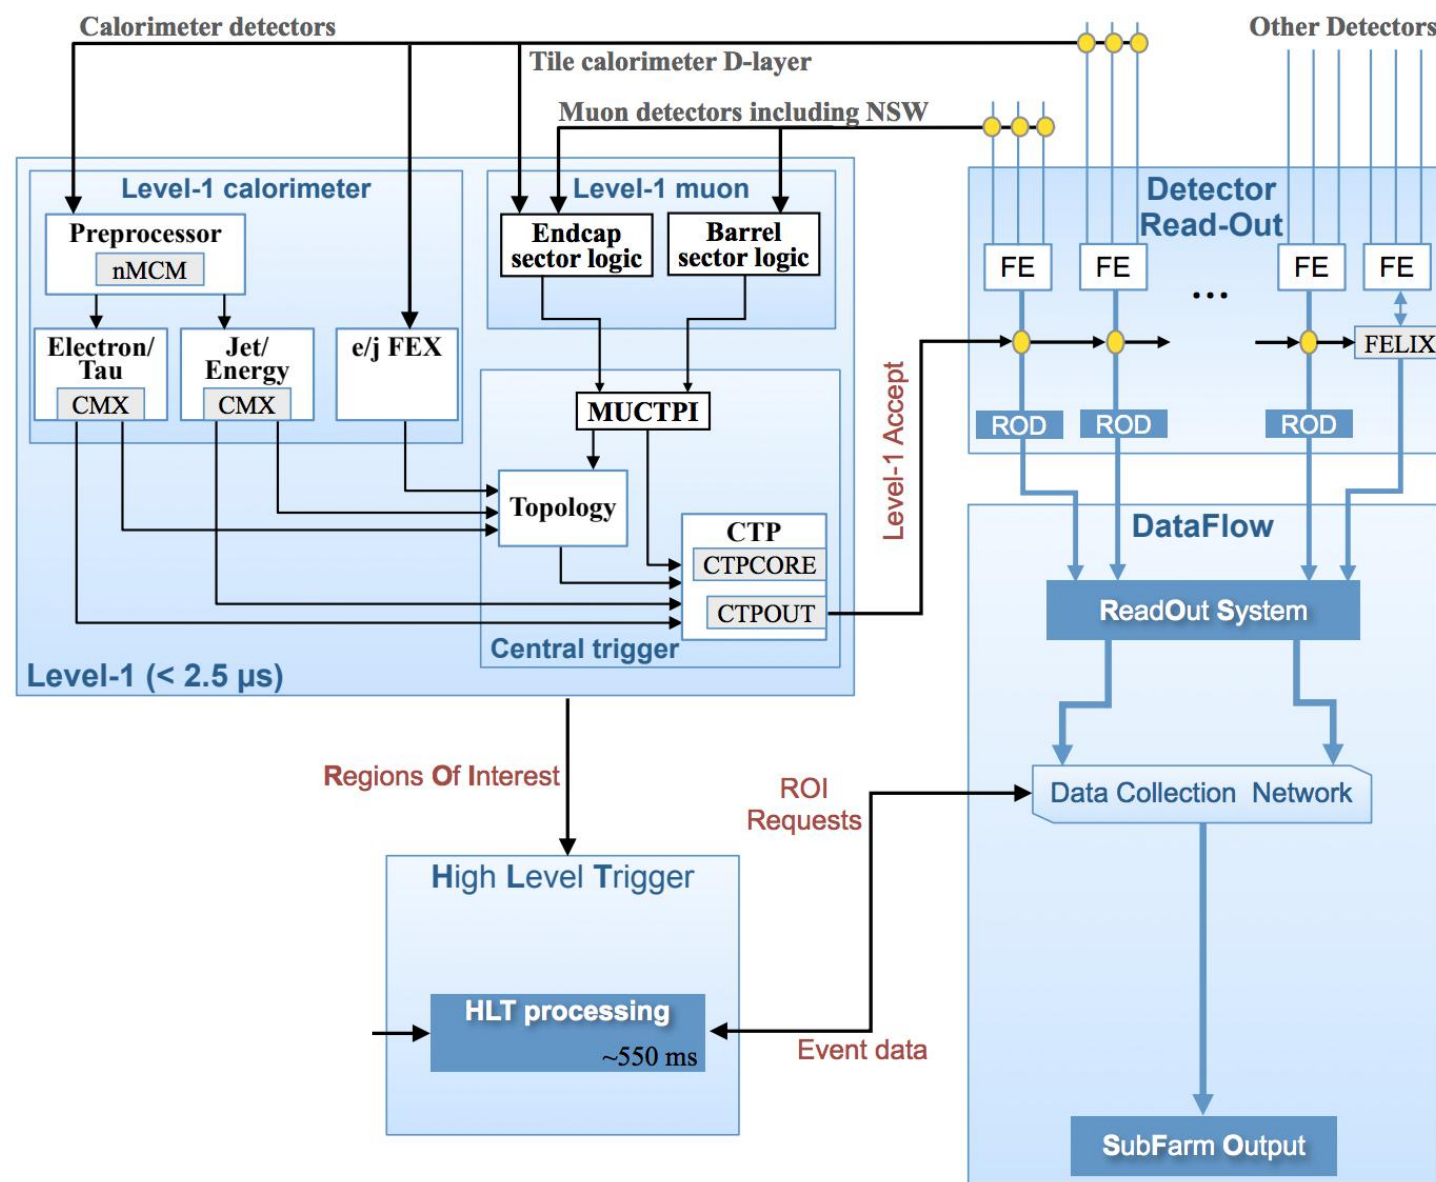 Calorimeter detectors
Other Detectors
Tile calorimeter D-layer
Muon detectors including NSW
Level-1 calorimeter
Preprocessor
nMCM
Electron/
Tau
CMX
Jet/
Energy
CMX
e/j FEX
Level-1 muon
Endcap
sector logic
Barrel
sector logic
MUCTPI
Topology
CTP
CTPCORE
CTPOUT
Central trigger
Level-1 (< 2.5 µs)
Level-1 Accept
Detector
Read-Out
FE
FE
...
FE
FE
FELIX
ROD
ROD
ROD
DataFlow
ReadOut System
Data Collection Network
SubFarm Output
Regions Of Interest
ROI
Requests
High Level Trigger
HLT processing
~550 ms
Event data